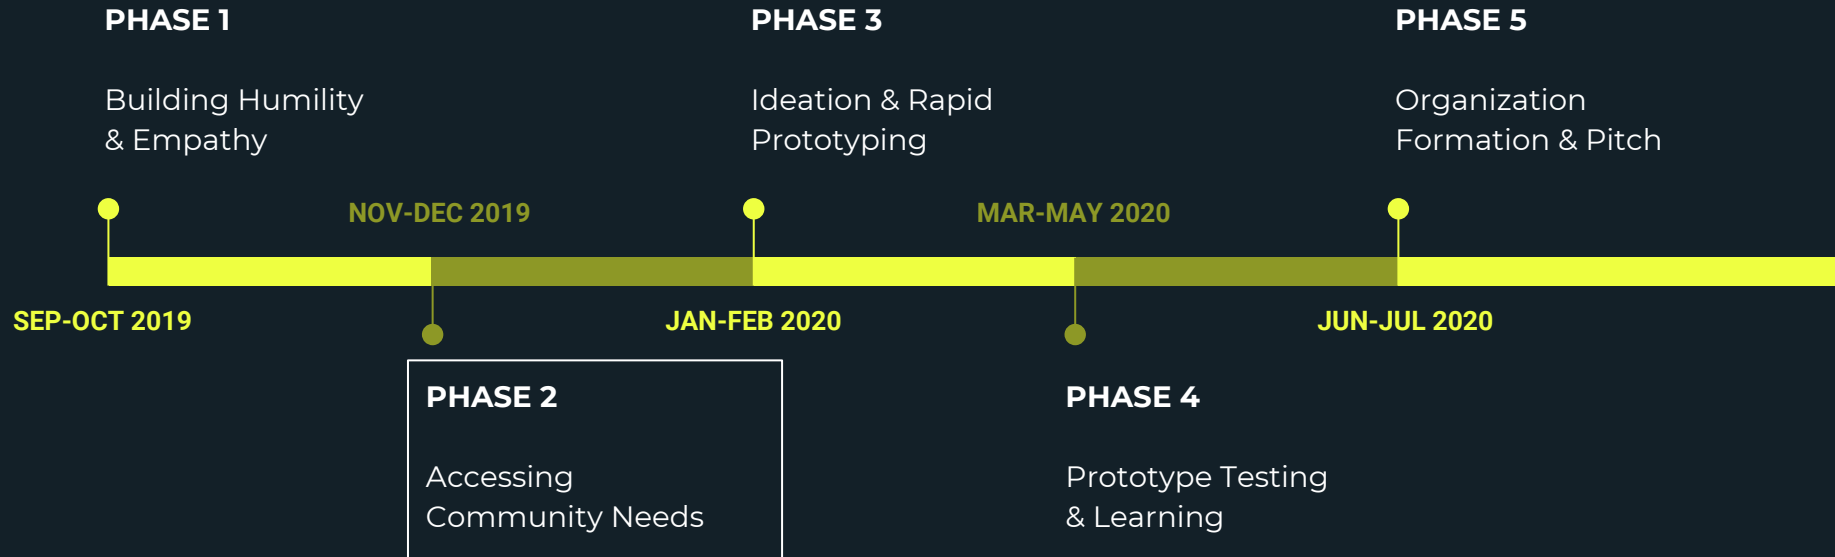 PHASE 1
Building Humility
& Empathy
PHASE 3
Ideation & Rapid
Prototyping
PHASE 5
Organization
Formation & Pitch
NOV-DEC 2019
MAR-MAY 2020
SEP-OCT 2019
JAN-FEB 2020
JUN-JUL 2020
PHASE 2
Accessing
Community Needs
PHASE 4
Prototype Testing
& Learning